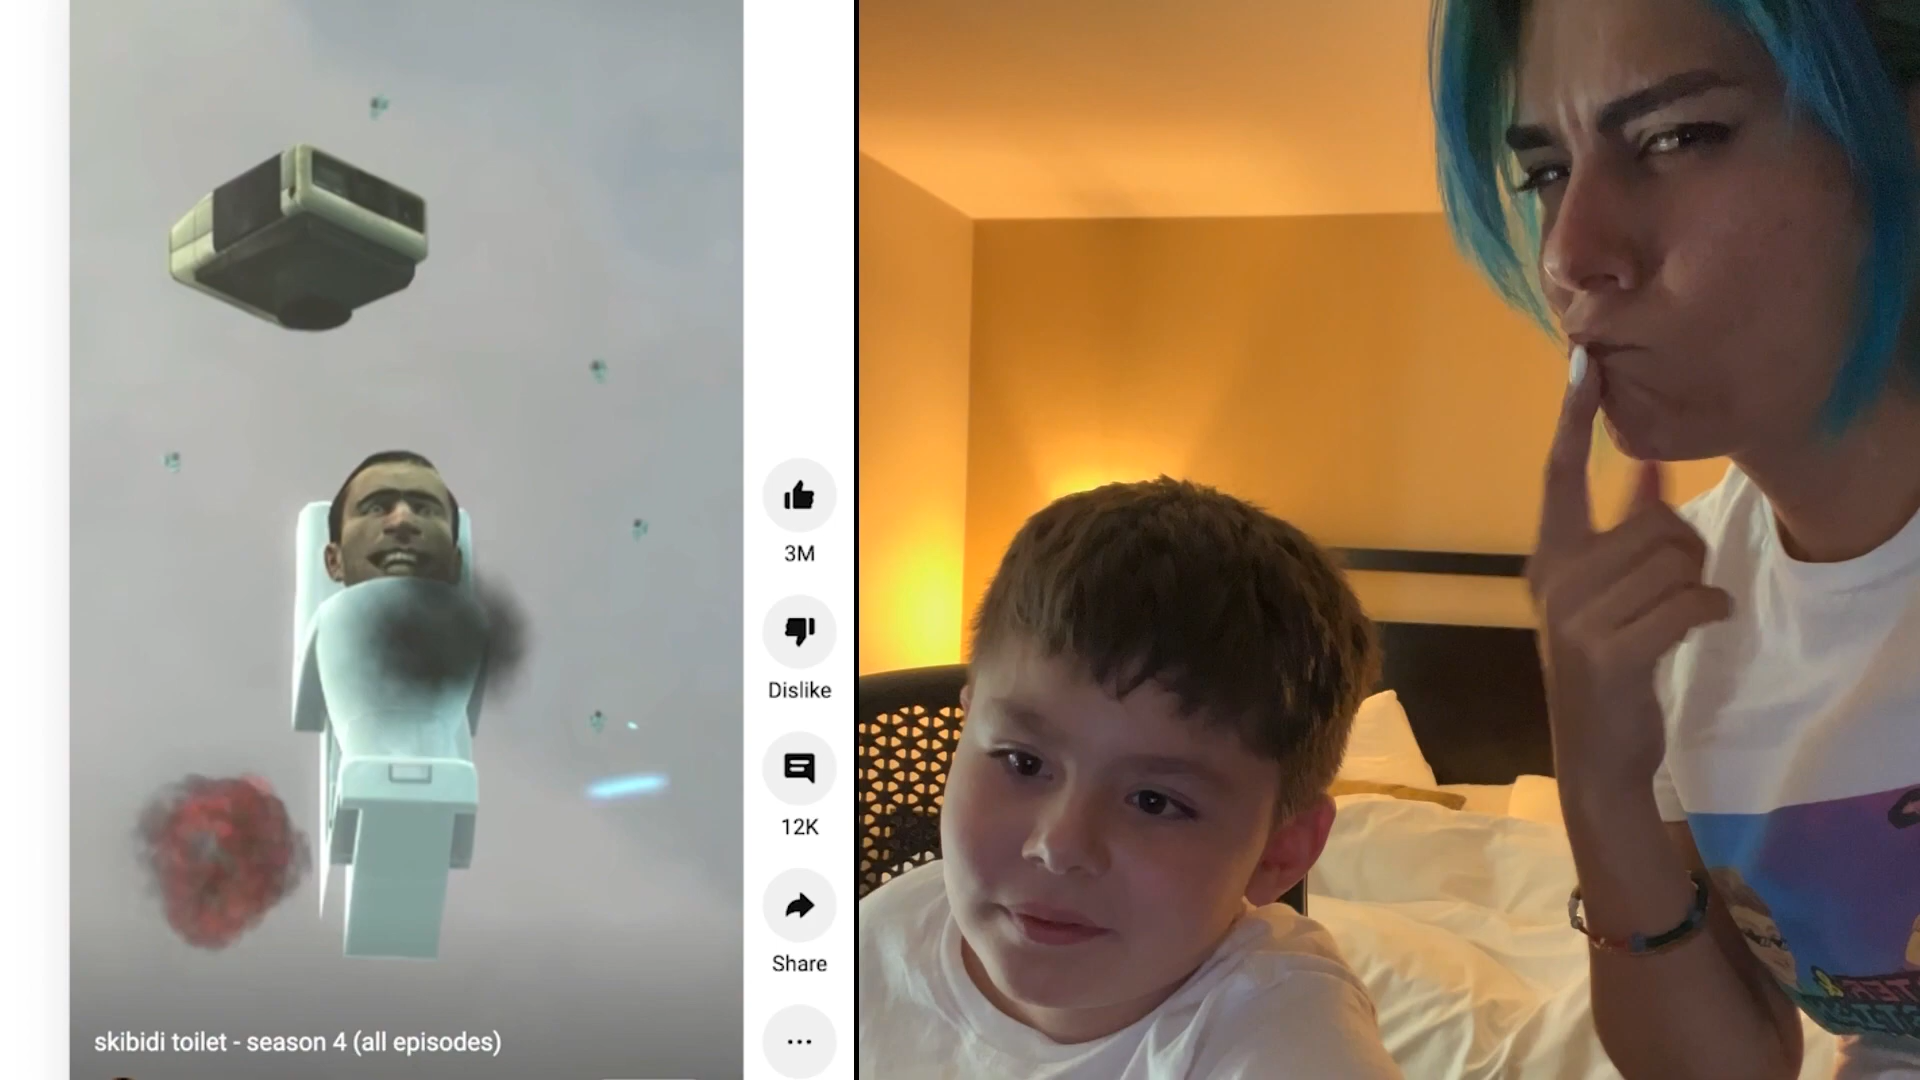 3M
Dislike
12K
Share
skibidi toilet - season 4 (all episodes)